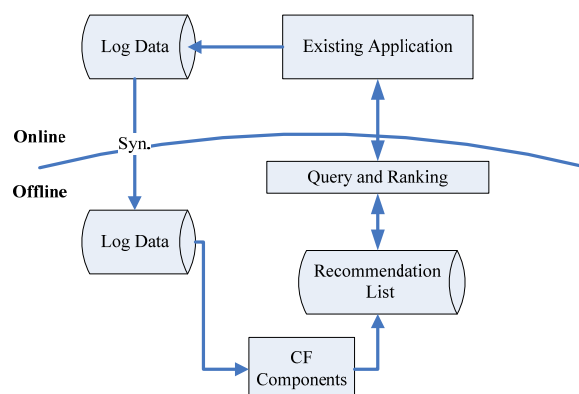 Log Data
Existing Application
Online
Syn.
Offline
Query and Ranking
Log Data
Recommendation
List
CF
Components